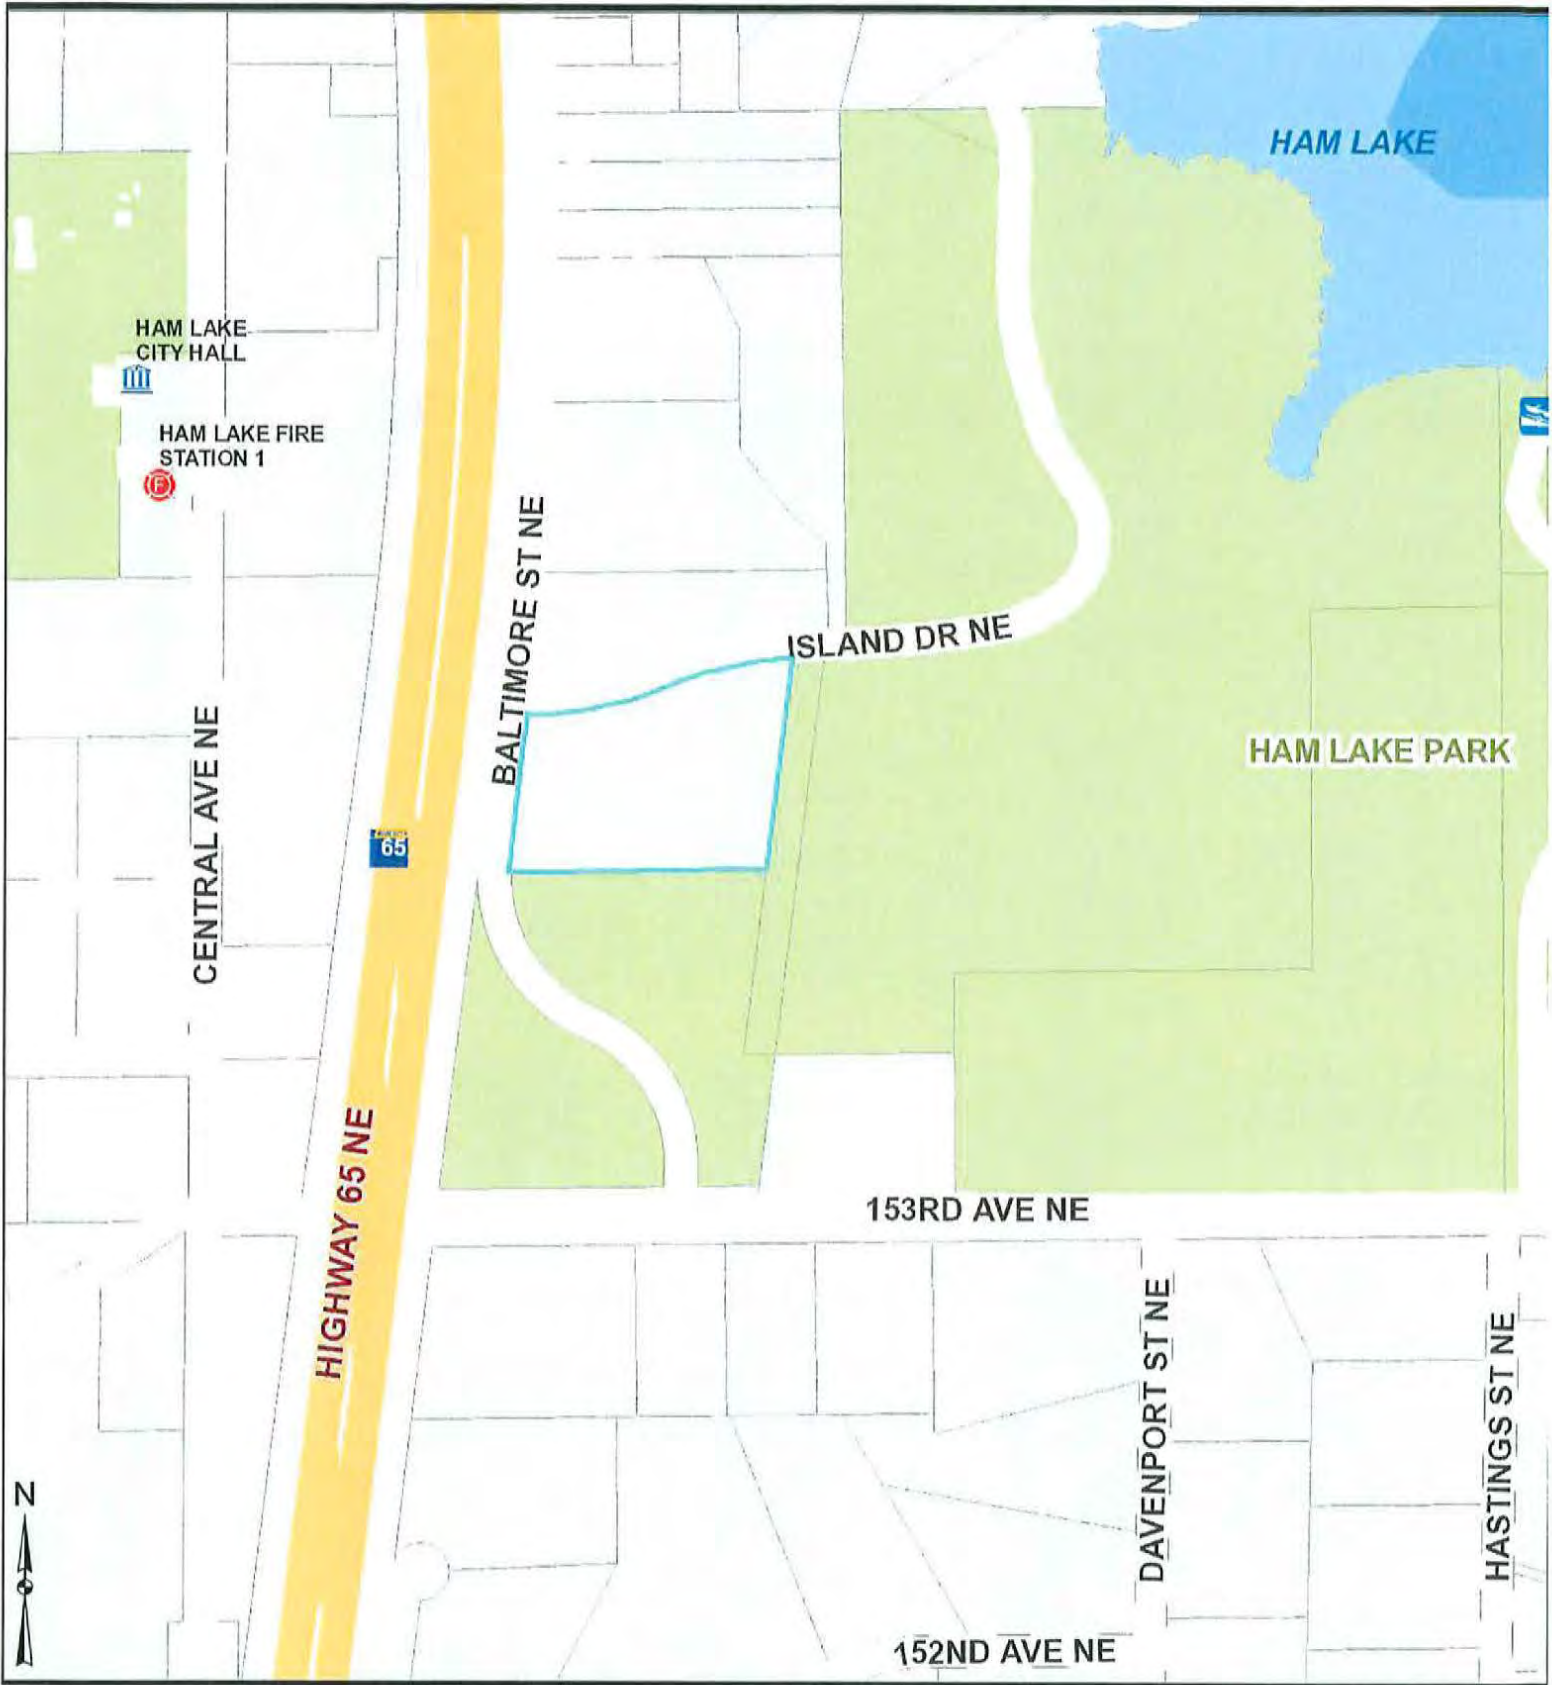 HAM LAKE
HAM LAKE
CITY HALL
HAM LAKE FIRE
STATION 1
F
BALTIMORE ST NE
ISLAND DR NE
CENTRAL AVE NE
HAM LAKE PARK
65
HIGHWAY 65 NE
153RD AVE NE
DAVENPORT ST NE
HASTINGS ST NE
N
152ND AVE NE